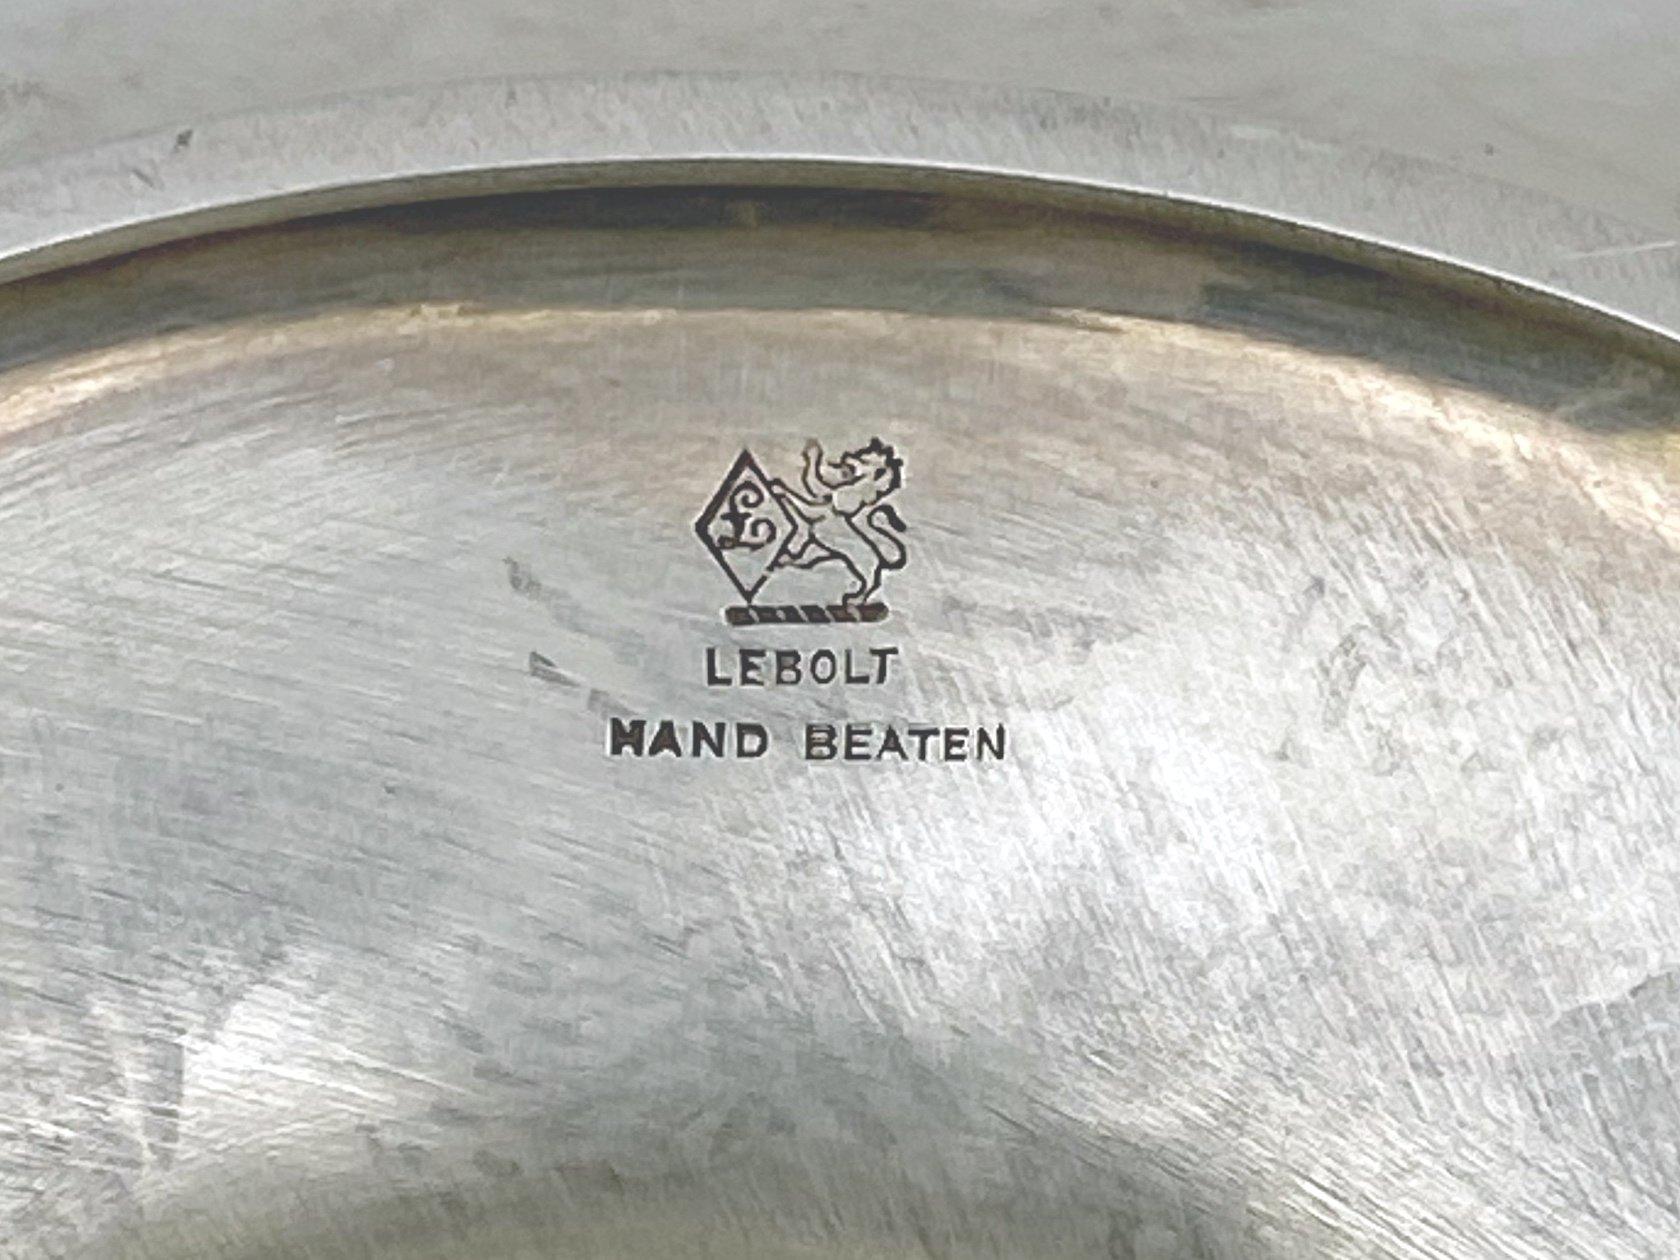 £
LEBOLT
HAND BEATEN